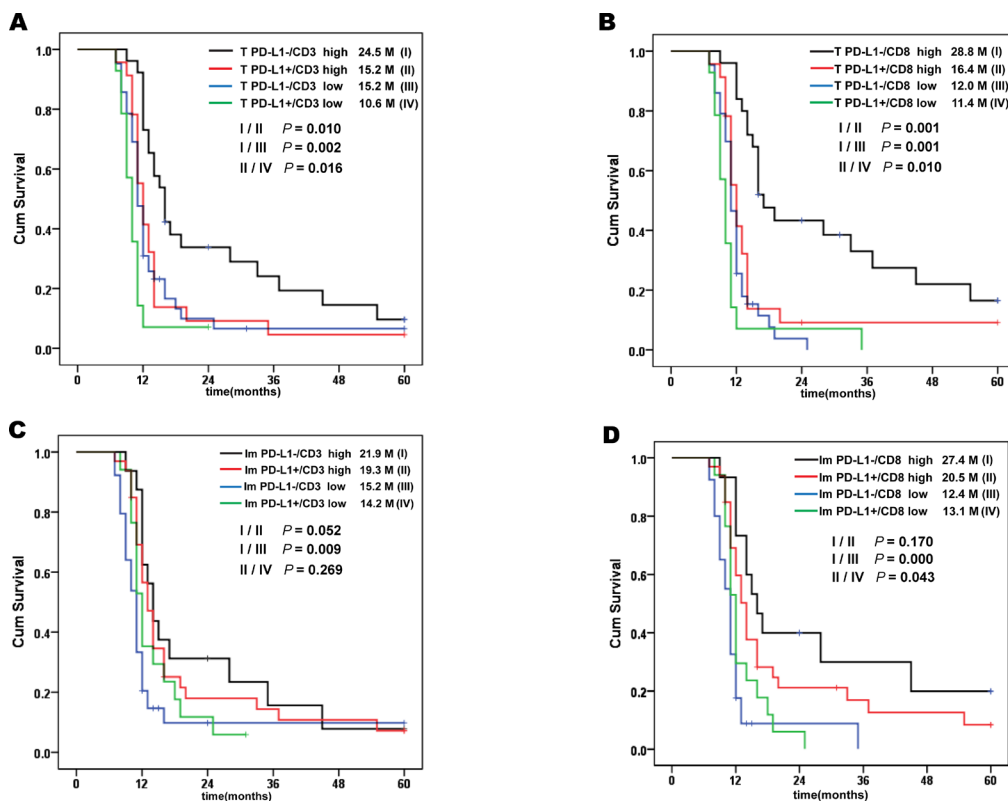 A
T PD-L1-/CD3 high 24.5 M (I)
T PD-L1+/CD3 high 15.2 M (II)
T PD-L1-/CD3 low 15.2 M (III)
T PD-L1+/CD3 low 10.6 M (IV)
I / II P = 0.010
I / III P = 0.002
II / IV P = 0.016
Cum Survival
1.0
0.8
0.6
0.4
0.2
0.0
0 12 24 36 48 60
time(months)
B
T PD-L1-/CD8 high 28.8 M (I)
T PD-L1+/CD8 high 16.4 M (II)
T PD-L1-/CD8 low 12.0 M (III)
T PD-L1+/CD8 low 11.4 M (IV)
I / II P = 0.001
I / III P = 0.001
II / IV P = 0.010
Cum Survival
1.0
0.8
0.6
0.4
0.2
0.0
0 12 24 36 48 60
time(months)
C
Im PD-L1-/CD3 high 21.9 M (I)
Im PD-L1+/CD3 high 19.3 M (II)
Im PD-L1-/CD3 low 15.2 M (III)
Im PD-L1+/CD3 low 14.2 M (IV)
I / II P = 0.052
I / III P = 0.009
II / IV P = 0.269
Cum Survival
1.0
0.8
0.6
0.4
0.2
0.0
0 12 24 36 48 60
time(months)
D
Im PD-L1-/CD8 high 27.4 M (I)
Im PD-L1+/CD8 high 20.5 M (II)
Im PD-L1-/CD8 low 12.4 M (III)
Im PD-L1+/CD8 low 13.1 M (IV)
I / II P = 0.170
I / III P = 0.000
II / IV P = 0.043
Cum Survival
1.0
0.8
0.6
0.4
0.2
0.0
0 12 24 36 48 60
time(months)